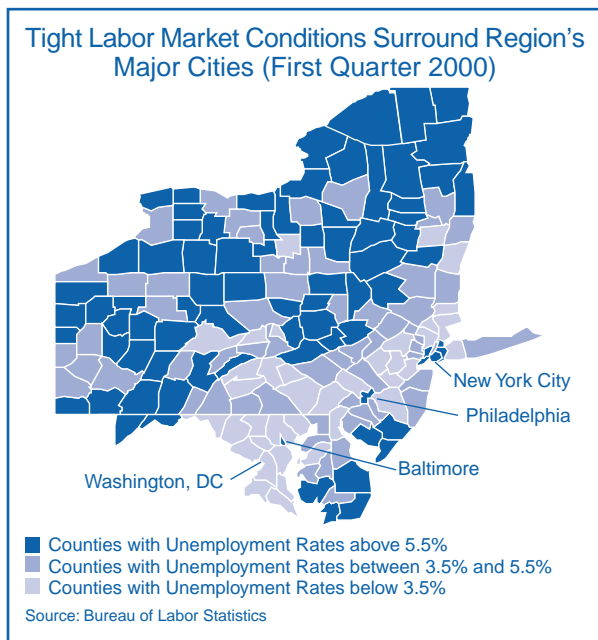 Tight Labor Market Conditions Surround Region's
Major Cities (First Quarter 2000)
New York City
Philadelphia
Baltimore
Washington, DC
Counties with Unemployment Rates above 5.5%
Counties with Unemployment Rates between 3.5% and 5.5%
Counties with Unemployment Rates below 3.5%
Source: Bureau of Labor Statistics